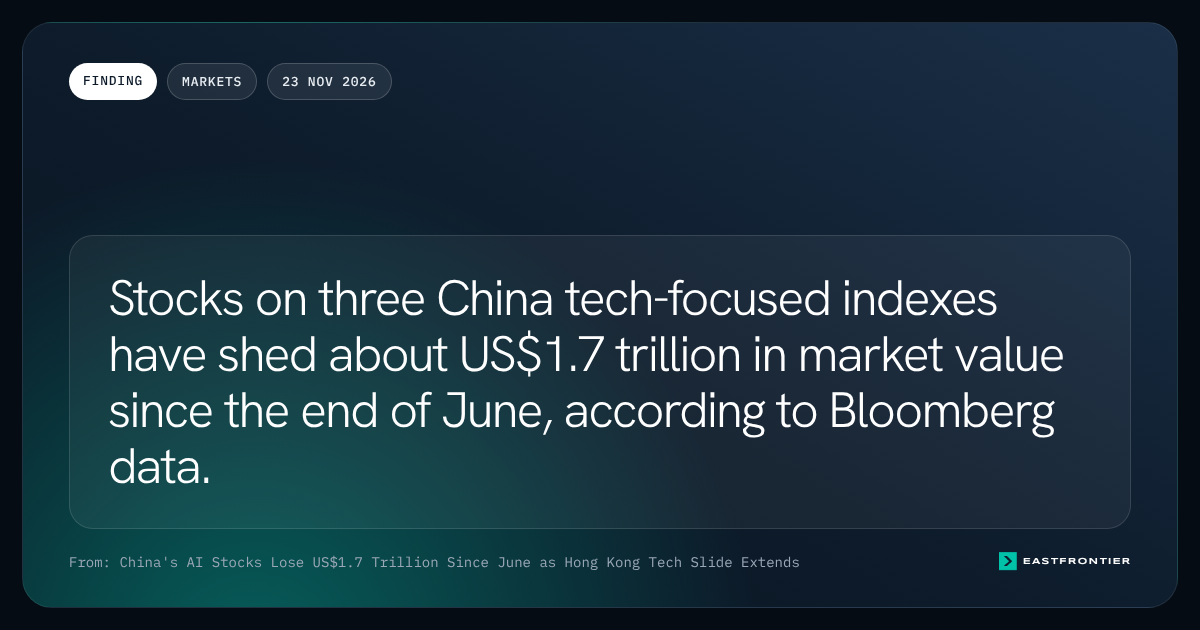 FINDING
MARKETS
23 NOV 2026
Stocks on three China tech-focused indexes
have shed about US$1.7 trillion in market value
since the end of June, according to Bloomberg
data.
From: China's AI Stocks Lose US$1.7 Trillion Since June as Hong Kong Tech Slide Extends
EASTFRONTIER